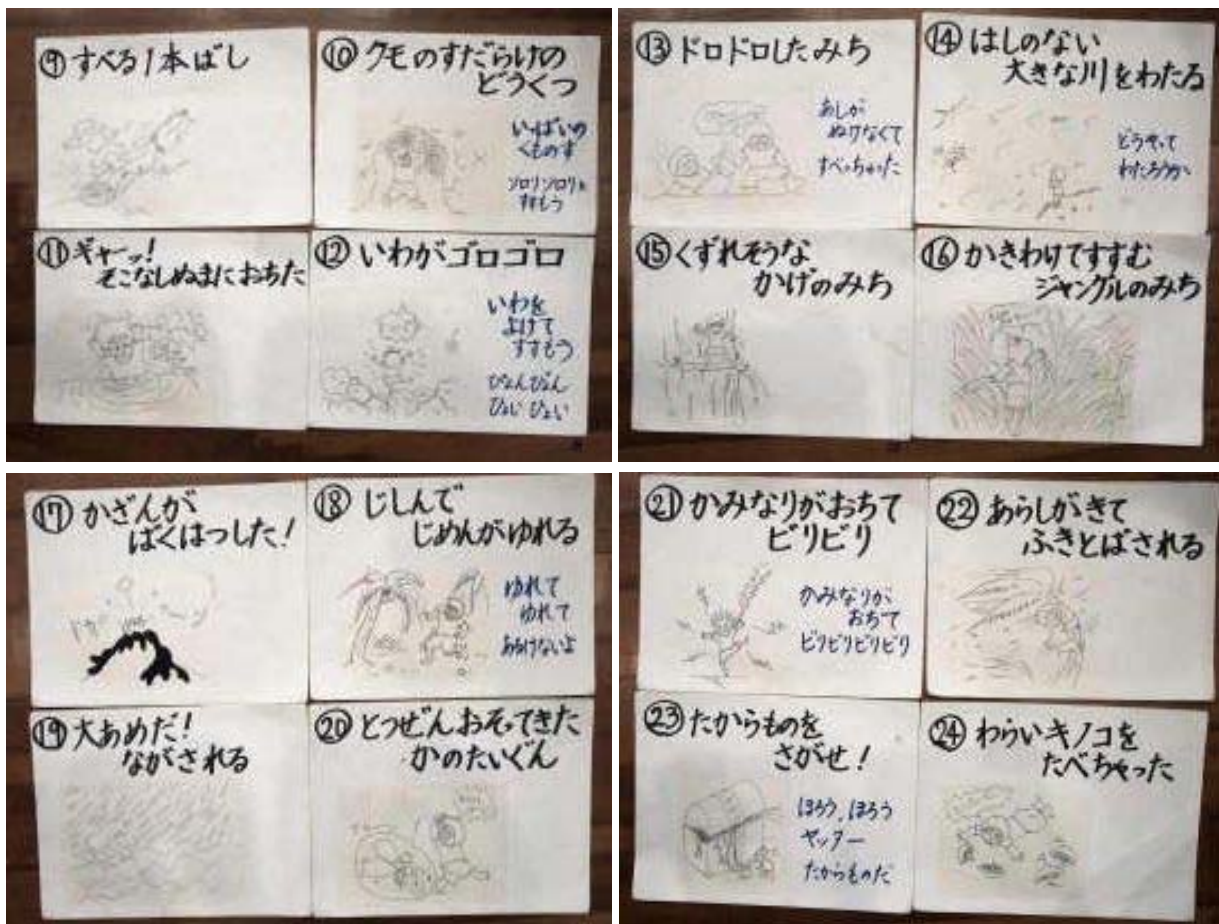 ⑨すべる1本ばし
⑩クモのすだらけの
どうくつ
いっぱいの
くものす
ソロリソロリと
すすもう
⑪ギャーッ!
そこなしぬまにおちた
⑫いわがゴロゴロ
いわを
よけて
すすもう
ぴょんぴょん
ひょいひょい
⑬ドロドロしたみち
あしが
ぬけなくて
すべっちゃった
⑭はしのない
大きな川をわたる
どうやって
わたろうか
⑮くずれそうな
がけのみち
⑯かきわけてすすむ
ジャングルのみち
⑰かざんが
ばくはつした!
⑱じしんで
じめんがゆれる
ゆれて
ゆれて
あるけないよ
⑲大あめだ!
ながされる
⑳とつぜんおそってきた
かのたいぐん
㉑かみなりがおちて
ビリビリ
かみなりが
おちて
ビリビリビリビリ
㉒あらしがきて
ふきとばされる
㉓たからものを
さがせ!
ほろう、ほろう
ヤッター
たからものだ
㉔わらいキノコを
たべちゃった